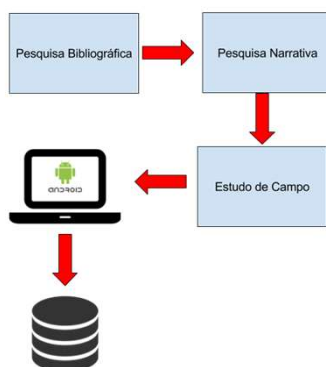 Pesquisa Bibliográfica
Pesquisa Narrativa
Estudo de Campo
android